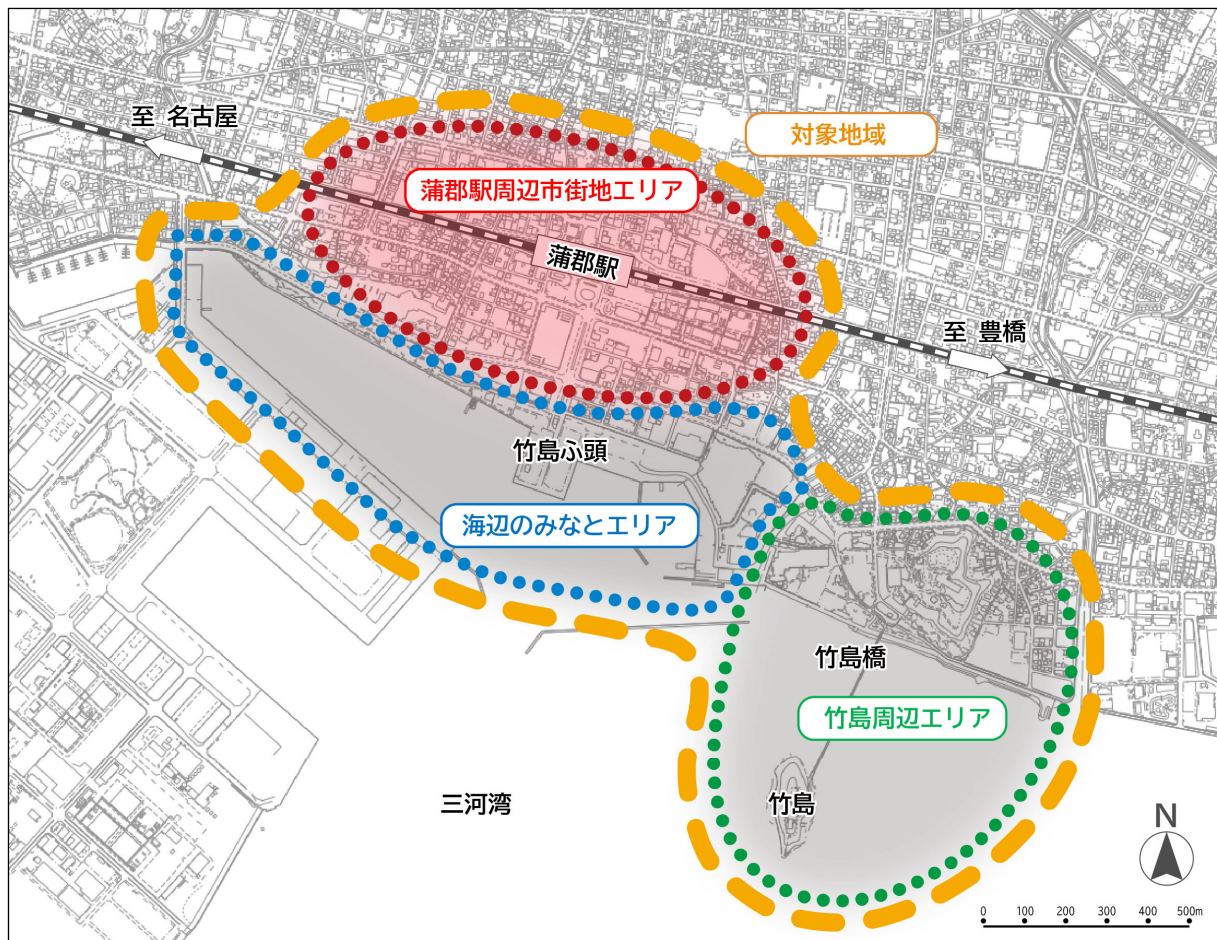 至 名古屋
対象地域
蒲郡駅周辺市街地エリア
蒲郡駅
至 豊橋
竹島ふ頭
海辺のみなとエリア
竹島橋
竹島周辺エリア
三河湾
竹島
N
0 100 200 300 400 500m